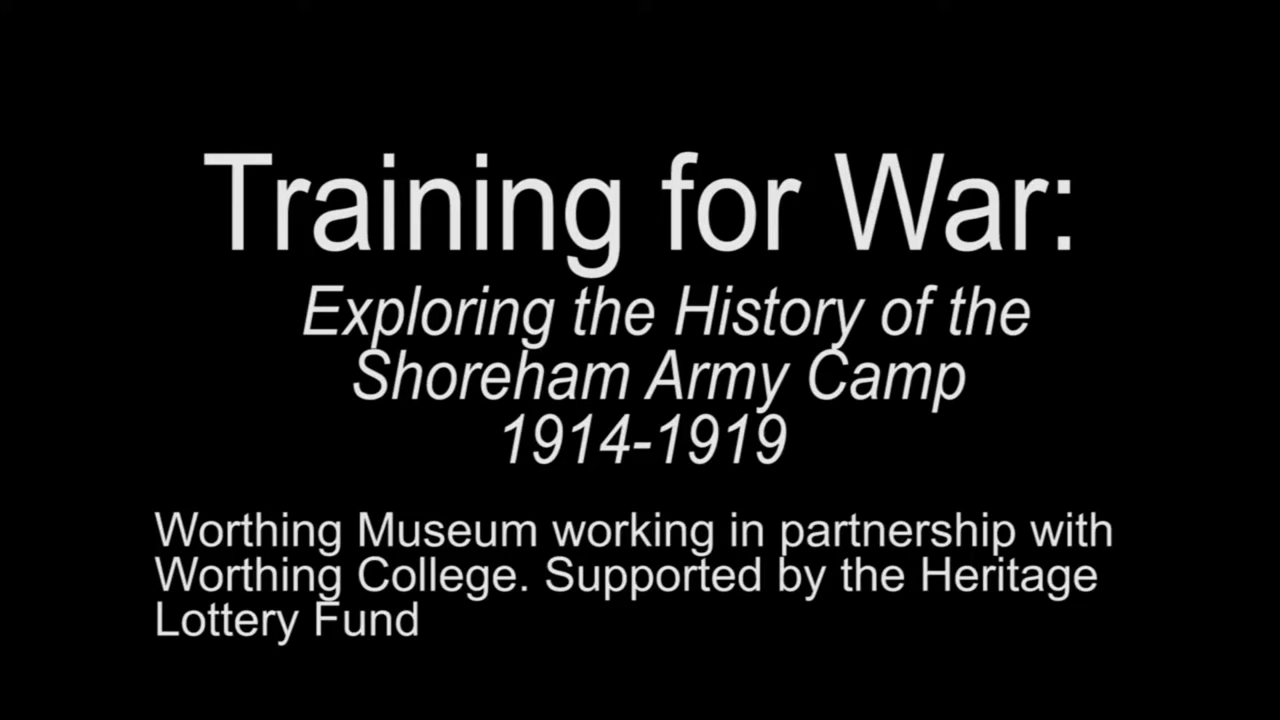 Training for War:
Exploring the History of the
Shoreham Army Camp
1914-1919
Worthing Museum working in partnership with
Worthing College. Supported by the Heritage
Lottery Fund